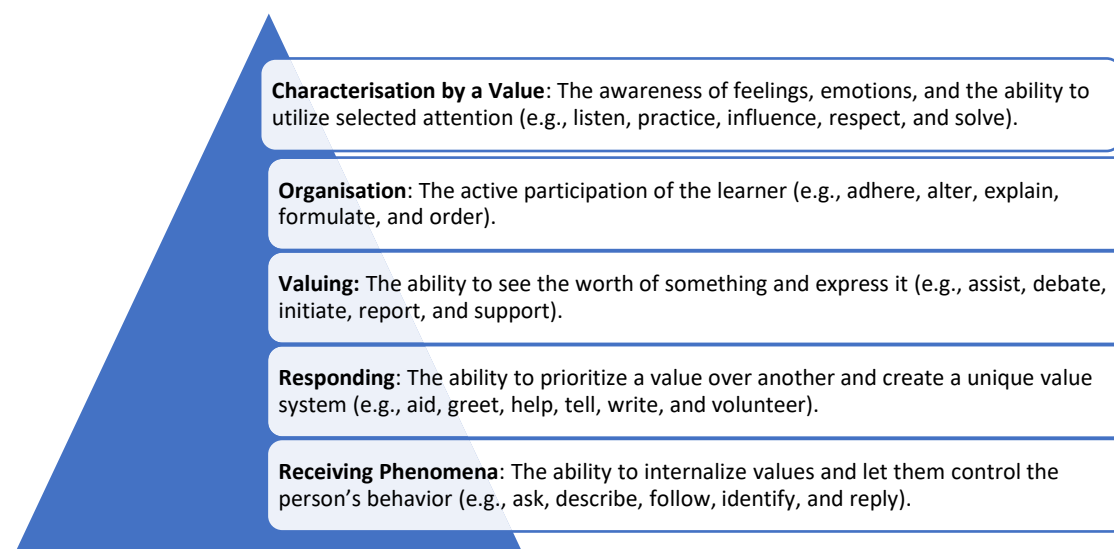 Characterisation by a Value: The awareness of feelings, emotions, and the ability to
utilize selected attention (e.g., listen, practice, influence, respect, and solve).
Organisation: The active participation of the learner (e.g., adhere, alter, explain,
formulate, and order).
Valuing: The ability to see the worth of something and express it (e.g., assist, debate,
initiate, report, and support).
Responding: The ability to prioritize a value over another and create a unique value
system (e.g., aid, greet, help, tell, write, and volunteer).
Receiving Phenomena: The ability to internalize values and let them control the
person’s behavior (e.g., ask, describe, follow, identify, and reply).